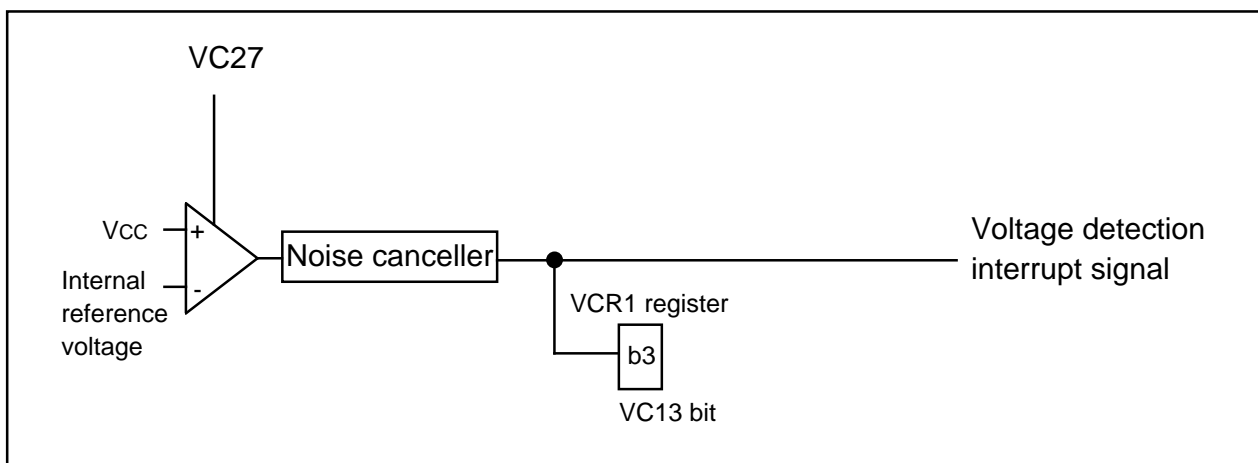 VC27
VCC
+
Internal
reference
voltage
-
Noise canceller
Voltage detection
interrupt signal
VCR1 register
b3
VC13 bit